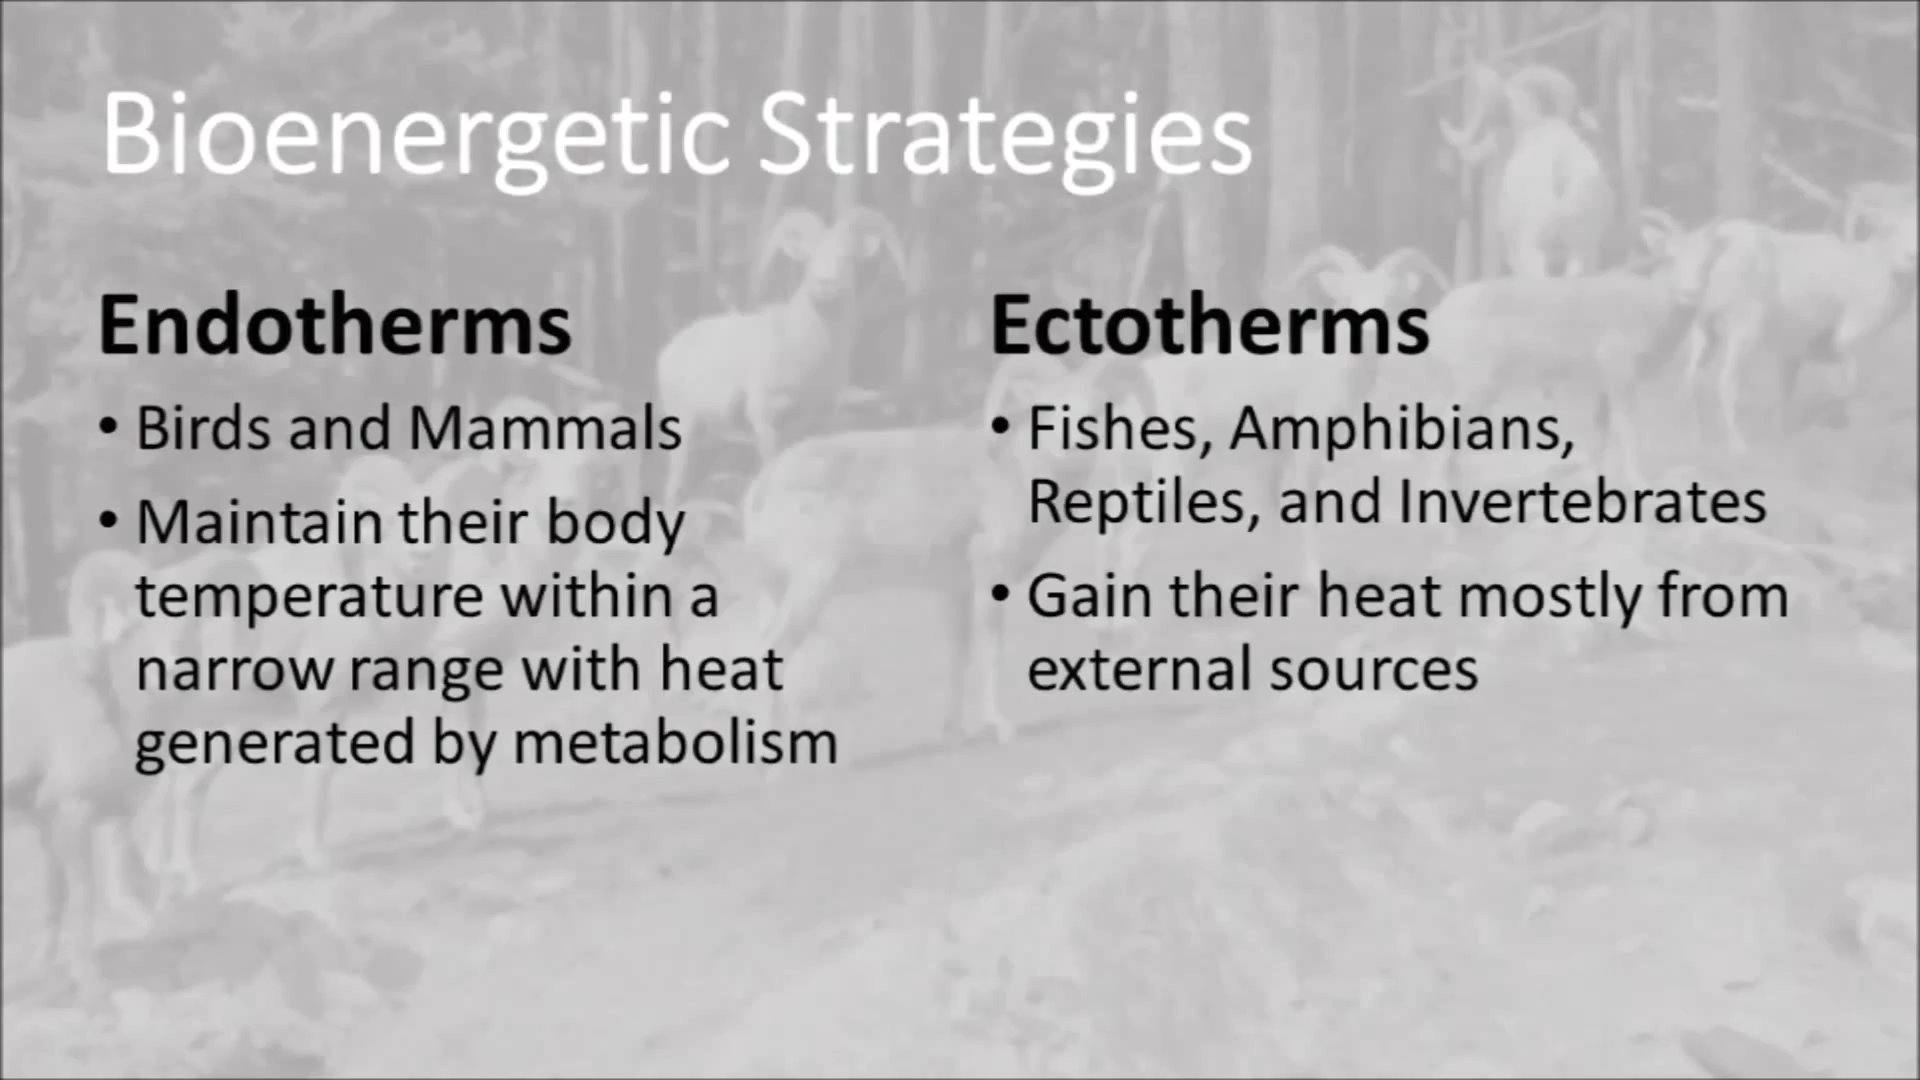 Bioenergetic Strategies
Endotherms
• Birds and Mammals
• Maintain their body
temperature within a
narrow range with heat
generated by metabolism
Ectotherms
• Fishes, Amphibians,
Reptiles, and Invertebrates
• Gain their heat mostly from
external sources